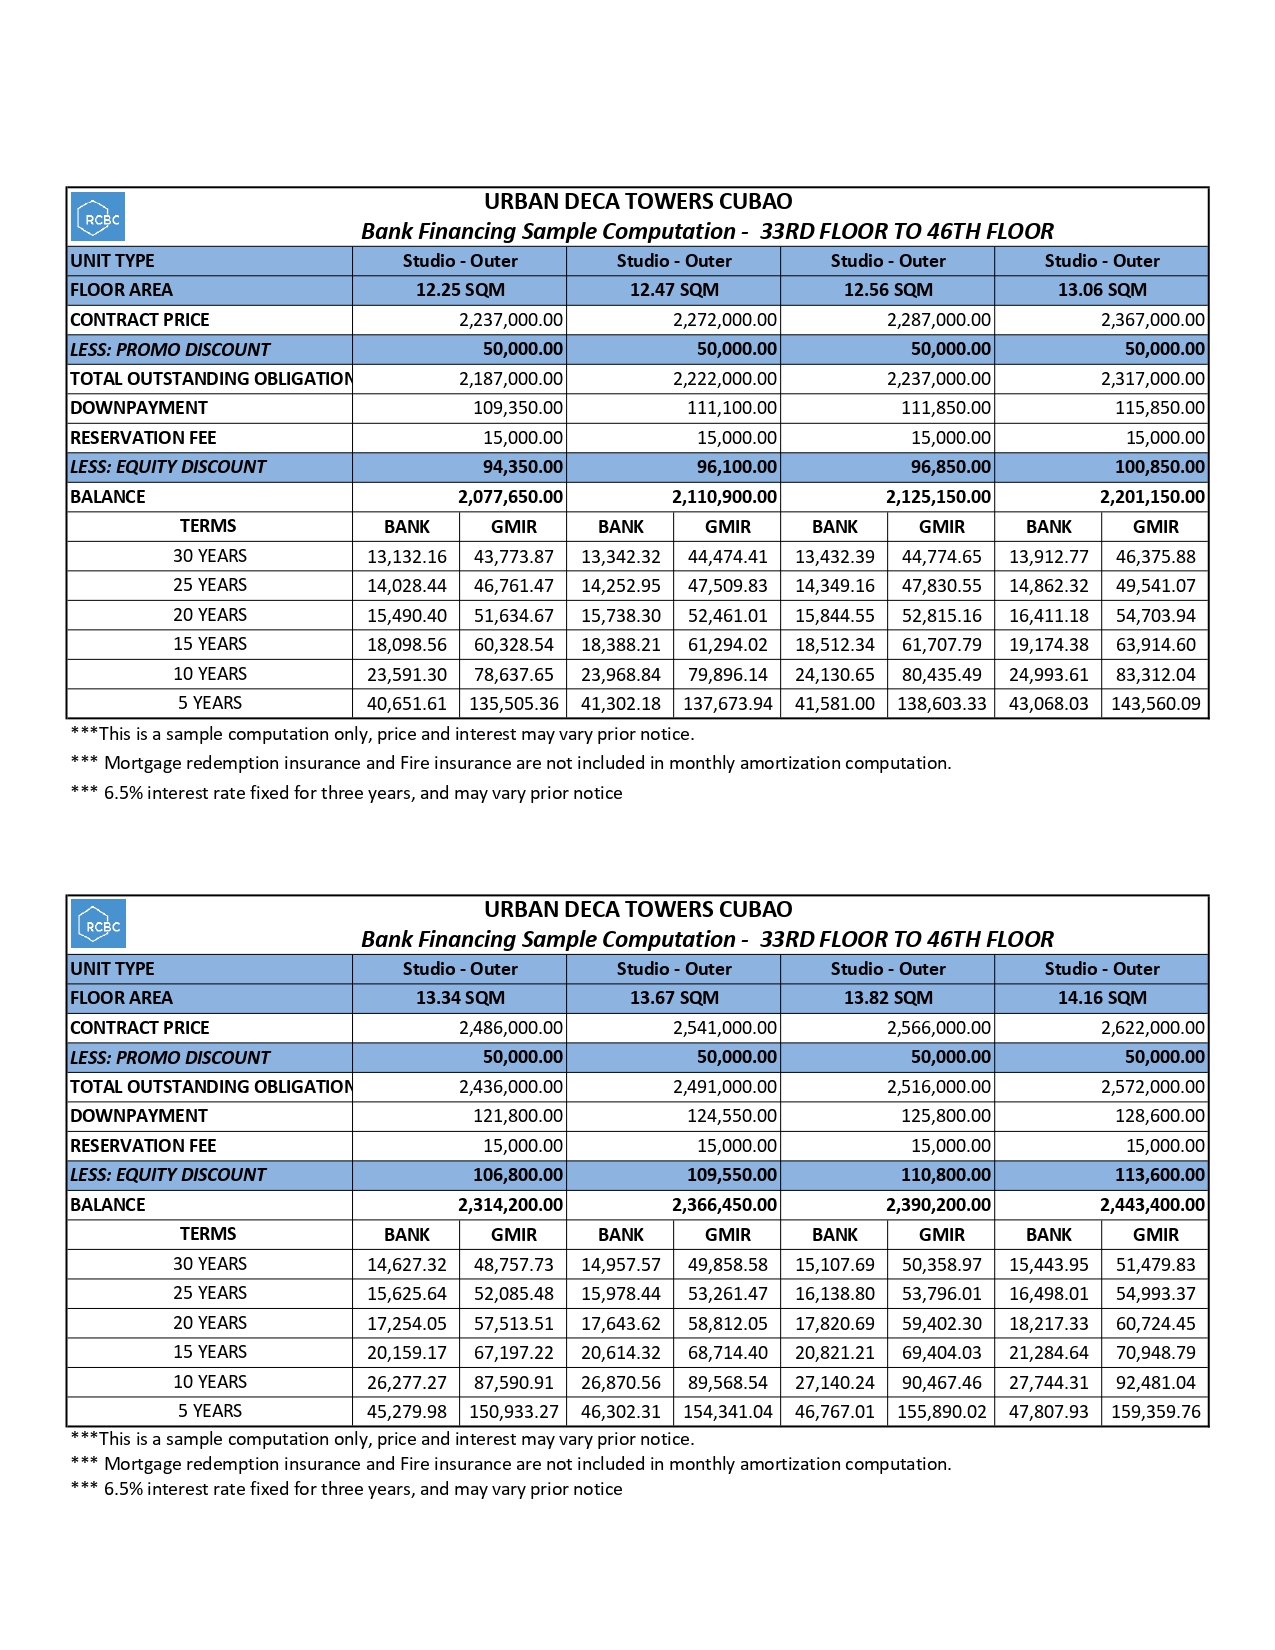 RCBC
URBAN DECA TOWERS CUBAO
Bank Financing Sample Computation - 33RD FLOOR TO 46TH FLOOR
UNIT TYPE Studio - Outer Studio - Outer Studio - Outer Studio - Outer
FLOOR AREA 12.25 SQM 12.47 SQM 12.56 SQM 13.06 SQM
CONTRACT PRICE 2,237,000.00 2,272,000.00 2,287,000.00 2,367,000.00
LESS: PROMO DISCOUNT 50,000.00 50,000.00 50,000.00 50,000.00
TOTAL OUTSTANDING OBLIGATION 2,187,000.00 2,222,000.00 2,237,000.00 2,317,000.00
DOWNPAYMENT 109,350.00 111,100.00 111,850.00 115,850.00
RESERVATION FEE 15,000.00 15,000.00 15,000.00 15,000.00
LESS: EQUITY DISCOUNT 94,350.00 96,100.00 96,850.00 100,850.00
BALANCE 2,077,650.00 2,110,900.00 2,125,150.00 2,201,150.00
TERMS BANK GMIR BANK GMIR BANK GMIR BANK GMIR
30 YEARS 13,132.16 43,773.87 13,342.32 44,474.41 13,432.39 44,774.65 13,912.77 46,375.88
25 YEARS 14,028.44 46,761.47 14,252.95 47,509.83 14,349.16 47,830.55 14,862.32 49,541.07
20 YEARS 15,490.40 51,634.67 15,738.30 52,461.01 15,844.55 52,815.16 16,411.18 54,703.94
15 YEARS 18,098.56 60,328.54 18,388.21 61,294.02 18,512.34 61,707.79 19,174.38 63,914.60
10 YEARS 23,591.30 78,637.65 23,968.84 79,896.14 24,130.65 80,435.49 24,993.61 83,312.04
5 YEARS 40,651.61 135,505.36 41,302.18 137,673.94 41,581.00 138,603.33 43,068.03 143,560.09
***This is a sample computation only, price and interest may vary prior notice.
*** Mortgage redemption insurance and Fire insurance are not included in monthly amortization computation.
*** 6.5% interest rate fixed for three years, and may vary prior notice
RCBC
URBAN DECA TOWERS CUBAO
Bank Financing Sample Computation - 33RD FLOOR TO 46TH FLOOR
UNIT TYPE Studio - Outer Studio - Outer Studio - Outer Studio - Outer
FLOOR AREA 13.34 SQM 13.67 SQM 13.82 SQM 14.16 SQM
CONTRACT PRICE 2,486,000.00 2,541,000.00 2,566,000.00 2,622,000.00
LESS: PROMO DISCOUNT 50,000.00 50,000.00 50,000.00 50,000.00
TOTAL OUTSTANDING OBLIGATION 2,436,000.00 2,491,000.00 2,516,000.00 2,572,000.00
DOWNPAYMENT 121,800.00 124,550.00 125,800.00 128,600.00
RESERVATION FEE 15,000.00 15,000.00 15,000.00 15,000.00
LESS: EQUITY DISCOUNT 106,800.00 109,550.00 110,800.00 113,600.00
BALANCE 2,314,200.00 2,366,450.00 2,390,200.00 2,443,400.00
TERMS BANK GMIR BANK GMIR BANK GMIR BANK GMIR
30 YEARS 14,627.32 48,757.73 14,957.57 49,858.58 15,107.69 50,358.97 15,443.95 51,479.83
25 YEARS 15,625.64 52,085.48 15,978.44 53,261.47 16,138.80 53,796.01 16,498.01 54,993.37
20 YEARS 17,254.05 57,513.51 17,643.62 58,812.05 17,820.69 59,402.30 18,217.33 60,724.45
15 YEARS 20,159.17 67,197.22 20,614.32 68,714.40 20,821.21 69,404.03 21,284.64 70,948.79
10 YEARS 26,277.27 87,590.91 26,870.56 89,568.54 27,140.24 90,467.46 27,744.31 92,481.04
5 YEARS 45,279.98 150,933.27 46,302.31 154,341.04 46,767.01 155,890.02 47,807.93 159,359.76
***This is a sample computation only, price and interest may vary prior notice.
*** Mortgage redemption insurance and Fire insurance are not included in monthly amortization computation.
*** 6.5% interest rate fixed for three years, and may vary prior notice